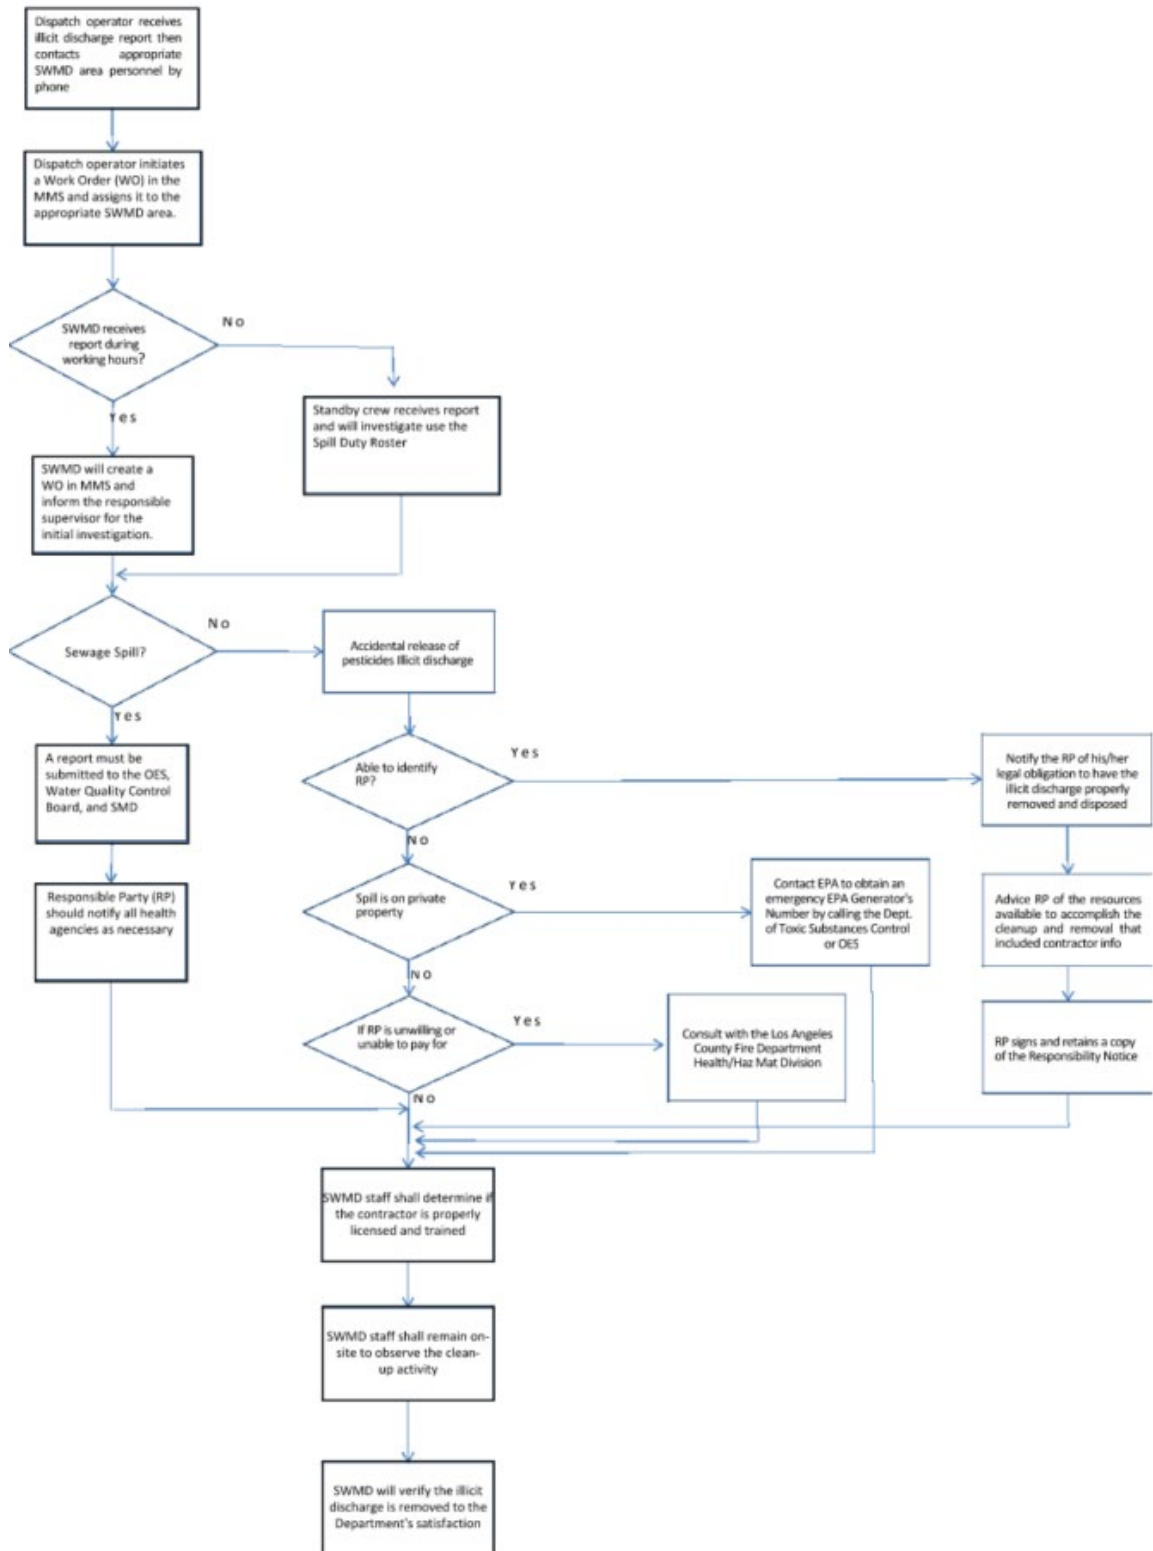 Dispatch operator receives
illicit discharge report then
contacts appropriate
SWMD area personnel by
phone
Dispatch operator initiates
a Work Order (WO) in the
MMS and assigns it to the
appropriate SWMD area.
SWMD receives
report during
working hours?
No
Yes
Standby crew receives report
and will investigate use the
Spill Duty Roster
SWMD will create a
WO in MMS and
inform the responsible
supervisor for the
initial investigation.
Sewage Spill?
No
Yes
Accidental release of
pesticides Illicit discharge
A report must be
submitted to the OES,
Water Quality Control
Board, and SMD
Able to identify
RP?
Yes
No
Notify the RP of his/her
legal obligation to have the
illicit discharge properly
removed and disposed
Responsible Party (RP)
should notify all health
agencies as necessary
Spill is on private
property
Yes
No
Contact EPA to obtain an
emergency EPA Generator's
Number by calling the Dept.
of Toxic Substances Control
or OES
Advice RP of the resources
available to accomplish the
cleanup and removal that
included contractor info
If RP is unwilling or
unable to pay for
Yes
No
Consult with the Los Angeles
County Fire Department
Health/Haz Mat Division
RP signs and retains a copy
of the Responsibility Notice
SWMD staff shall determine if
the contractor is properly
licensed and trained
SWMD staff shall remain on-
site to observe the clean-
up activity
SWMD will verify the illicit
discharge is removed to the
Department's satisfaction